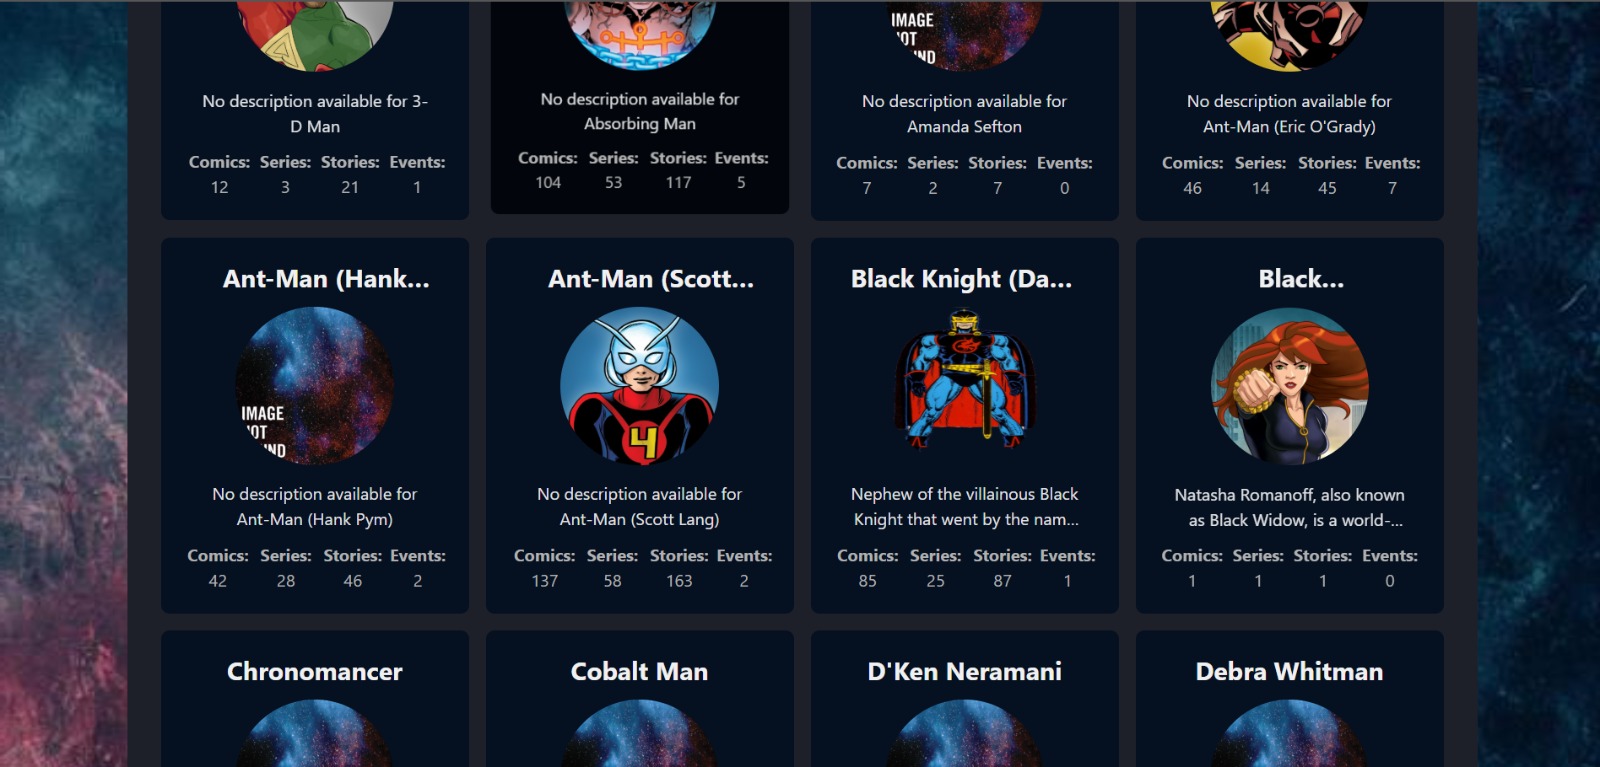 IMAGE
NOT
No description available for 3-
D Man
Comics: Series: Stories: Events:
12 3 21 1
No description available for
Absorbing Man
Comics: Series: Stories: Events:
104 53 117 5
No description available for
Amanda Sefton
Comics: Series: Stories: Events:
7 2 7 0
No description available for
Ant-Man (Eric O'Grady)
Comics: Series: Stories: Events:
46 14 45 7
Ant-Man (Hank...
IMAGE
No description available for
Ant-Man (Hank Pym)
Comics: Series: Stories: Events:
42 28 46 2
Ant-Man (Scott...
4
No description available for
Ant-Man (Scott Lang)
Comics: Series: Stories: Events:
137 58 163 2
Black Knight (Da...
Nephew of the villainous Black
Knight that went by the nam...
Comics: Series: Stories: Events:
85 25 87 1
Black...
Natasha Romanoff, also known
as Black Widow, is a world-...
Comics: Series: Stories: Events:
1 1 1 0
Chronomancer
Cobalt Man
D'Ken Neramani
Debra Whitman